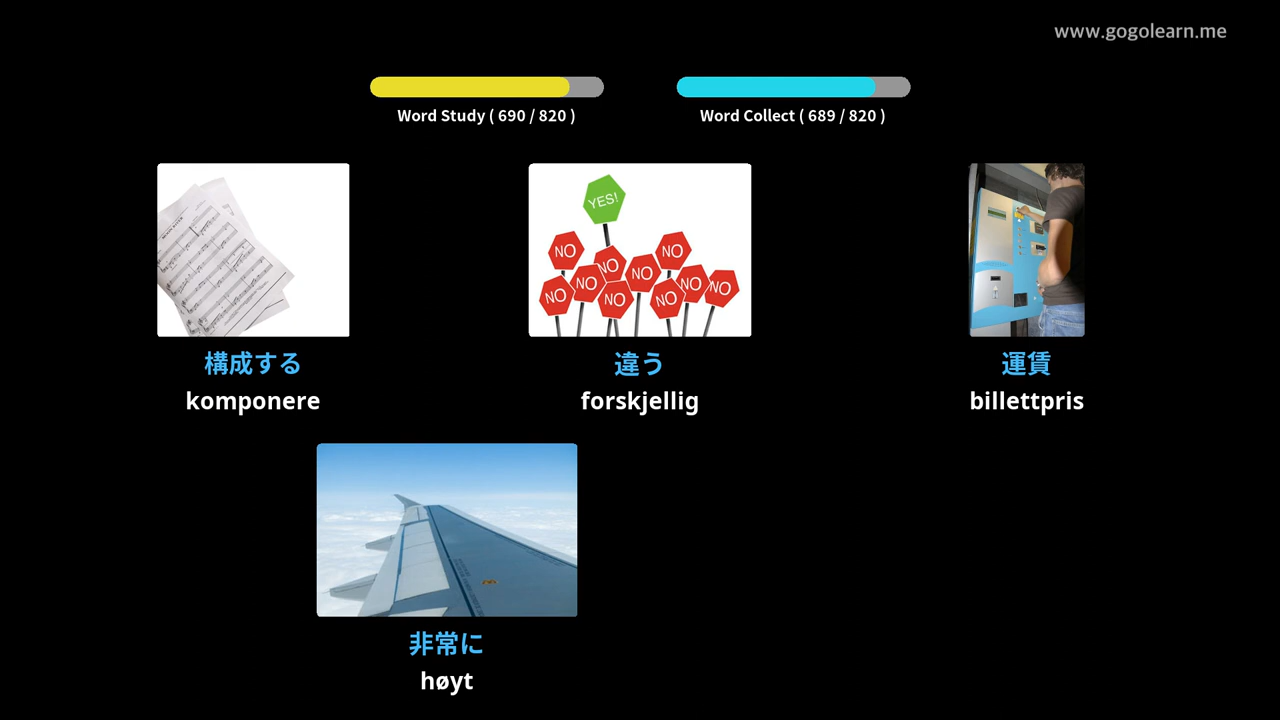 www.gogolearn.me
Word Study ( 690 / 820 )
Word Collect ( 689 / 820 )
YES!
NO
NO
NO
NO
NO
NO
NO
NO
NO
NO
構成する
komponere
違う
forskjellig
運賃
billettpris
非常に
høyt